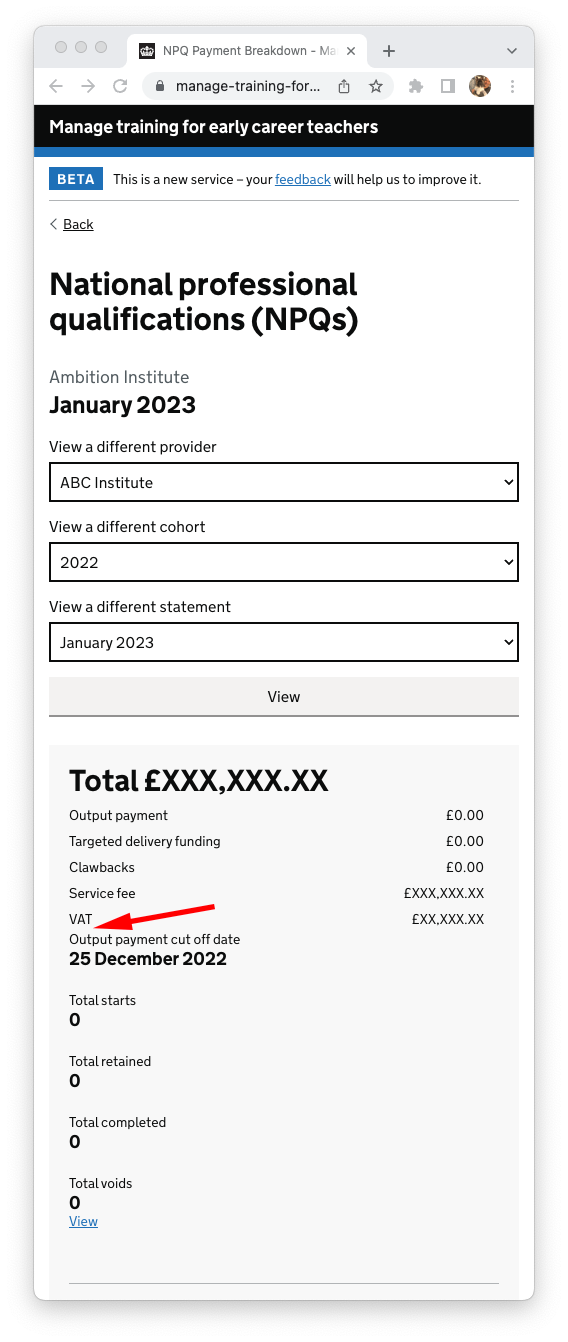 NPQ Payment Breakdown - Ma
manage-training-for...
Manage training for early career teachers
BETA This is a new service – your feedback will help us to improve it.
Back
National professional
qualifications (NPQs)
Ambition Institute
January 2023
View a different provider
ABC Institute
View a different cohort
2022
View a different statement
January 2023
View
Total £XXX,XXX.XX
Output payment £0.00
Targeted delivery funding £0.00
Clawbacks £0.00
Service fee £XXX,XXX.XX
VAT £XX,XXX.XX
Output payment cut off date
25 December 2022
Total starts
0
Total retained
0
Total completed
0
Total voids
0
View